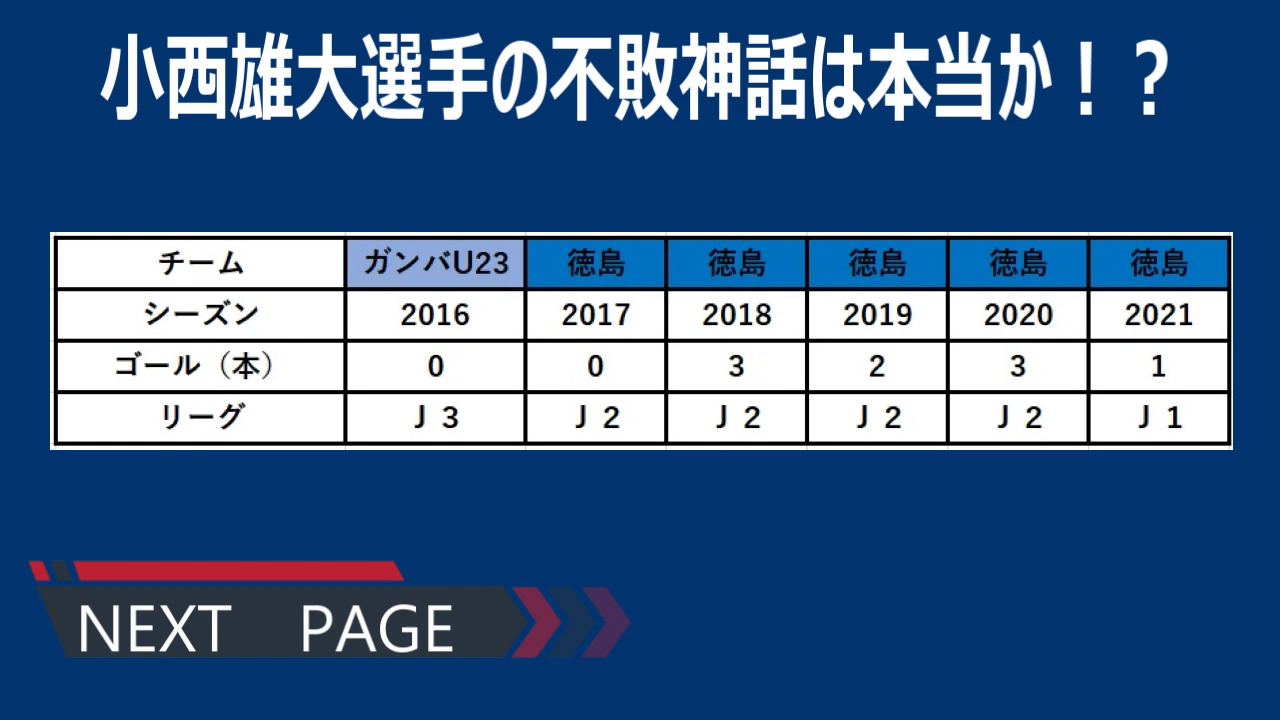 小西雄大選手の不敗神話は本当か！？
チーム ガンバU23 徳島 徳島 徳島 徳島 徳島
シーズン 2016 2017 2018 2019 2020 2021
ゴール（本） 0 0 3 2 3 1
リーグ Ｊ３ Ｊ２ Ｊ２ Ｊ２ Ｊ２ Ｊ１
NEXT PAGE